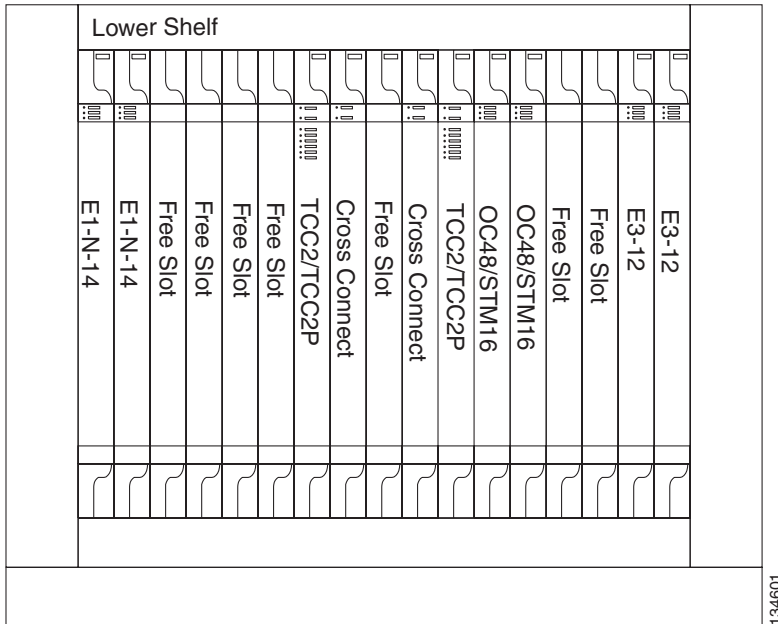 Lower Shelf
E1-N-14
E1-N-14
Free Slot
Free Slot
Free Slot
Free Slot
TCC2/TCC2P
Cross Connect
Free Slot
Cross Connect
TCC2/TCC2P
OC48/STM16
OC48/STM16
Free Slot
Free Slot
E3-12
E3-12
134601